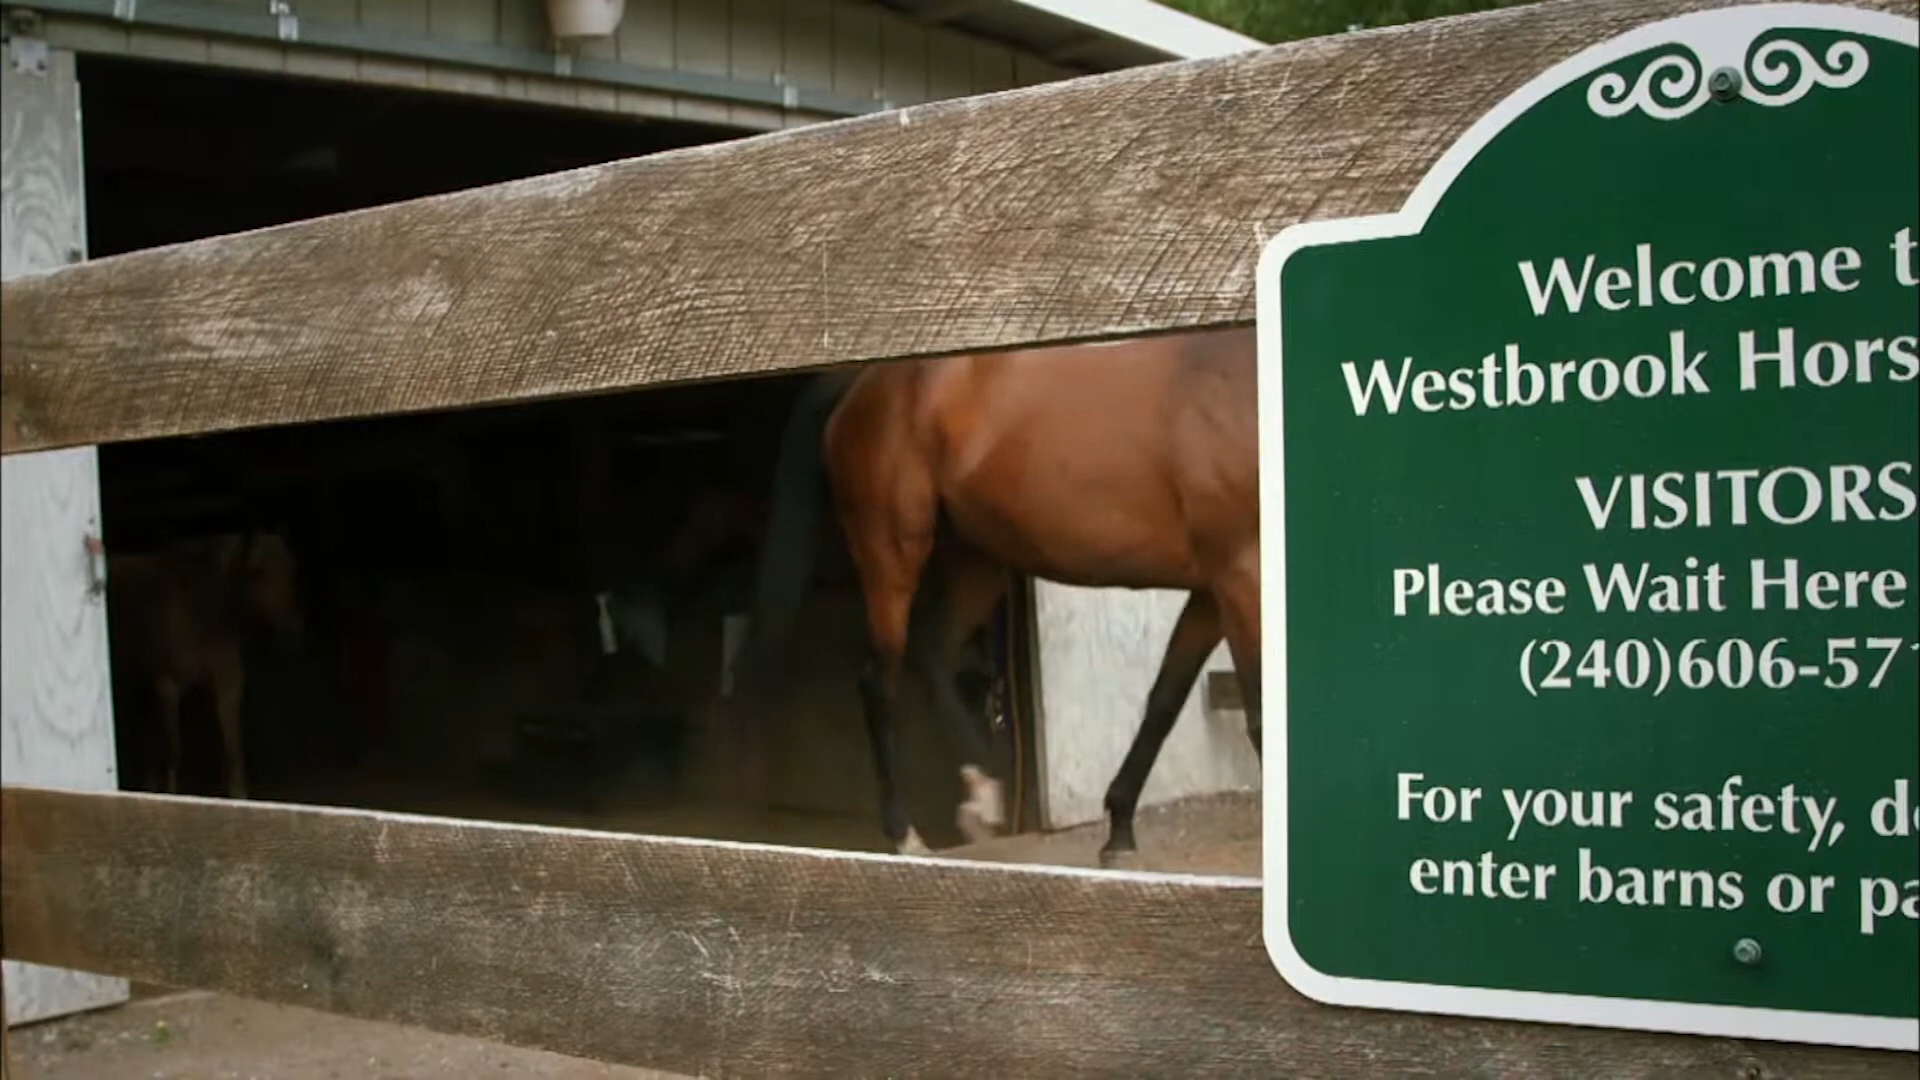 Welcome t
Westbrook Hors
VISITORS
Please Wait Here
(240)606-57
For your safety, d
enter barns or pa